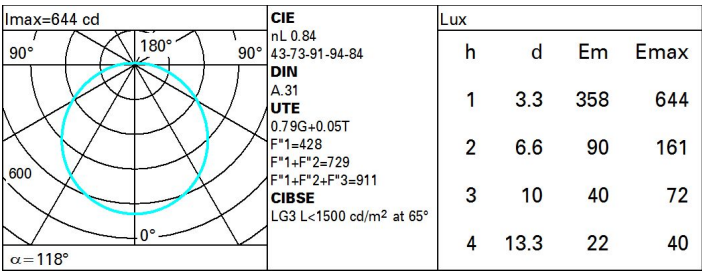 Imax=644 cd
90° 180° 90°
600
0°
α=118°
CIE
nL 0.84
43-73-91-94-84
DIN
A.31
UTE
0.79G+0.05T
F"1=428
F"1+F"2=729
F"1+F"2+F"3=911
CIBSE
LG3 L<1500 cd/m² at 65°
Lux
h d Em Emax
1 3.3 358 644
2 6.6 90 161
3 10 40 72
4 13.3 22 40